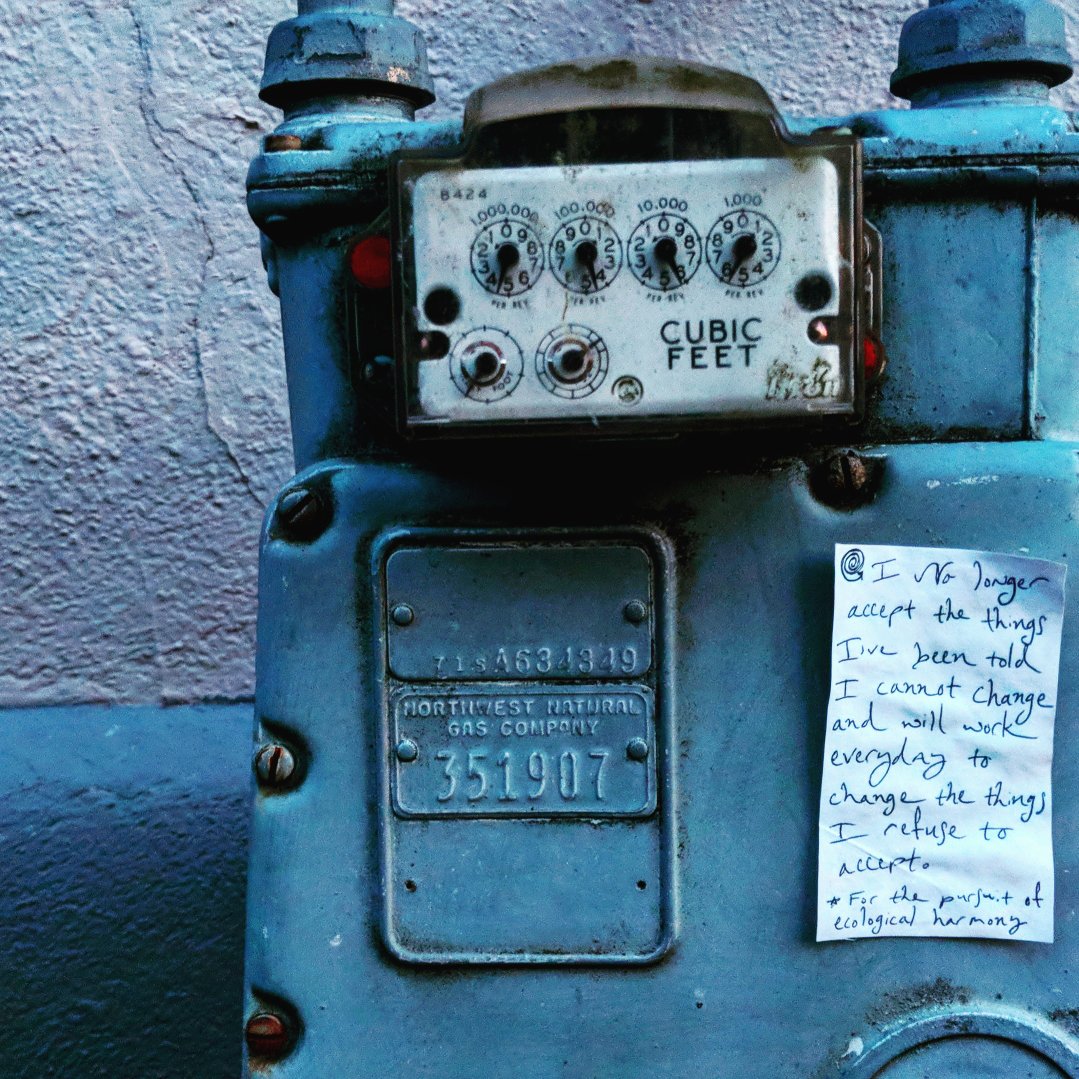 8424
1,000,000 100,000 10,000 1,000
PER REV. PER REV. PER REV. PER REV.
CUBIC
FEET
FOOT
71SA634349
NORTHWEST NATURAL
GAS COMPANY
351907
I No longer
accept the things
I've been told
I cannot change
and will work
everyday to
change the things
I refuse to
accept.
* For the pursuit of
ecological harmony